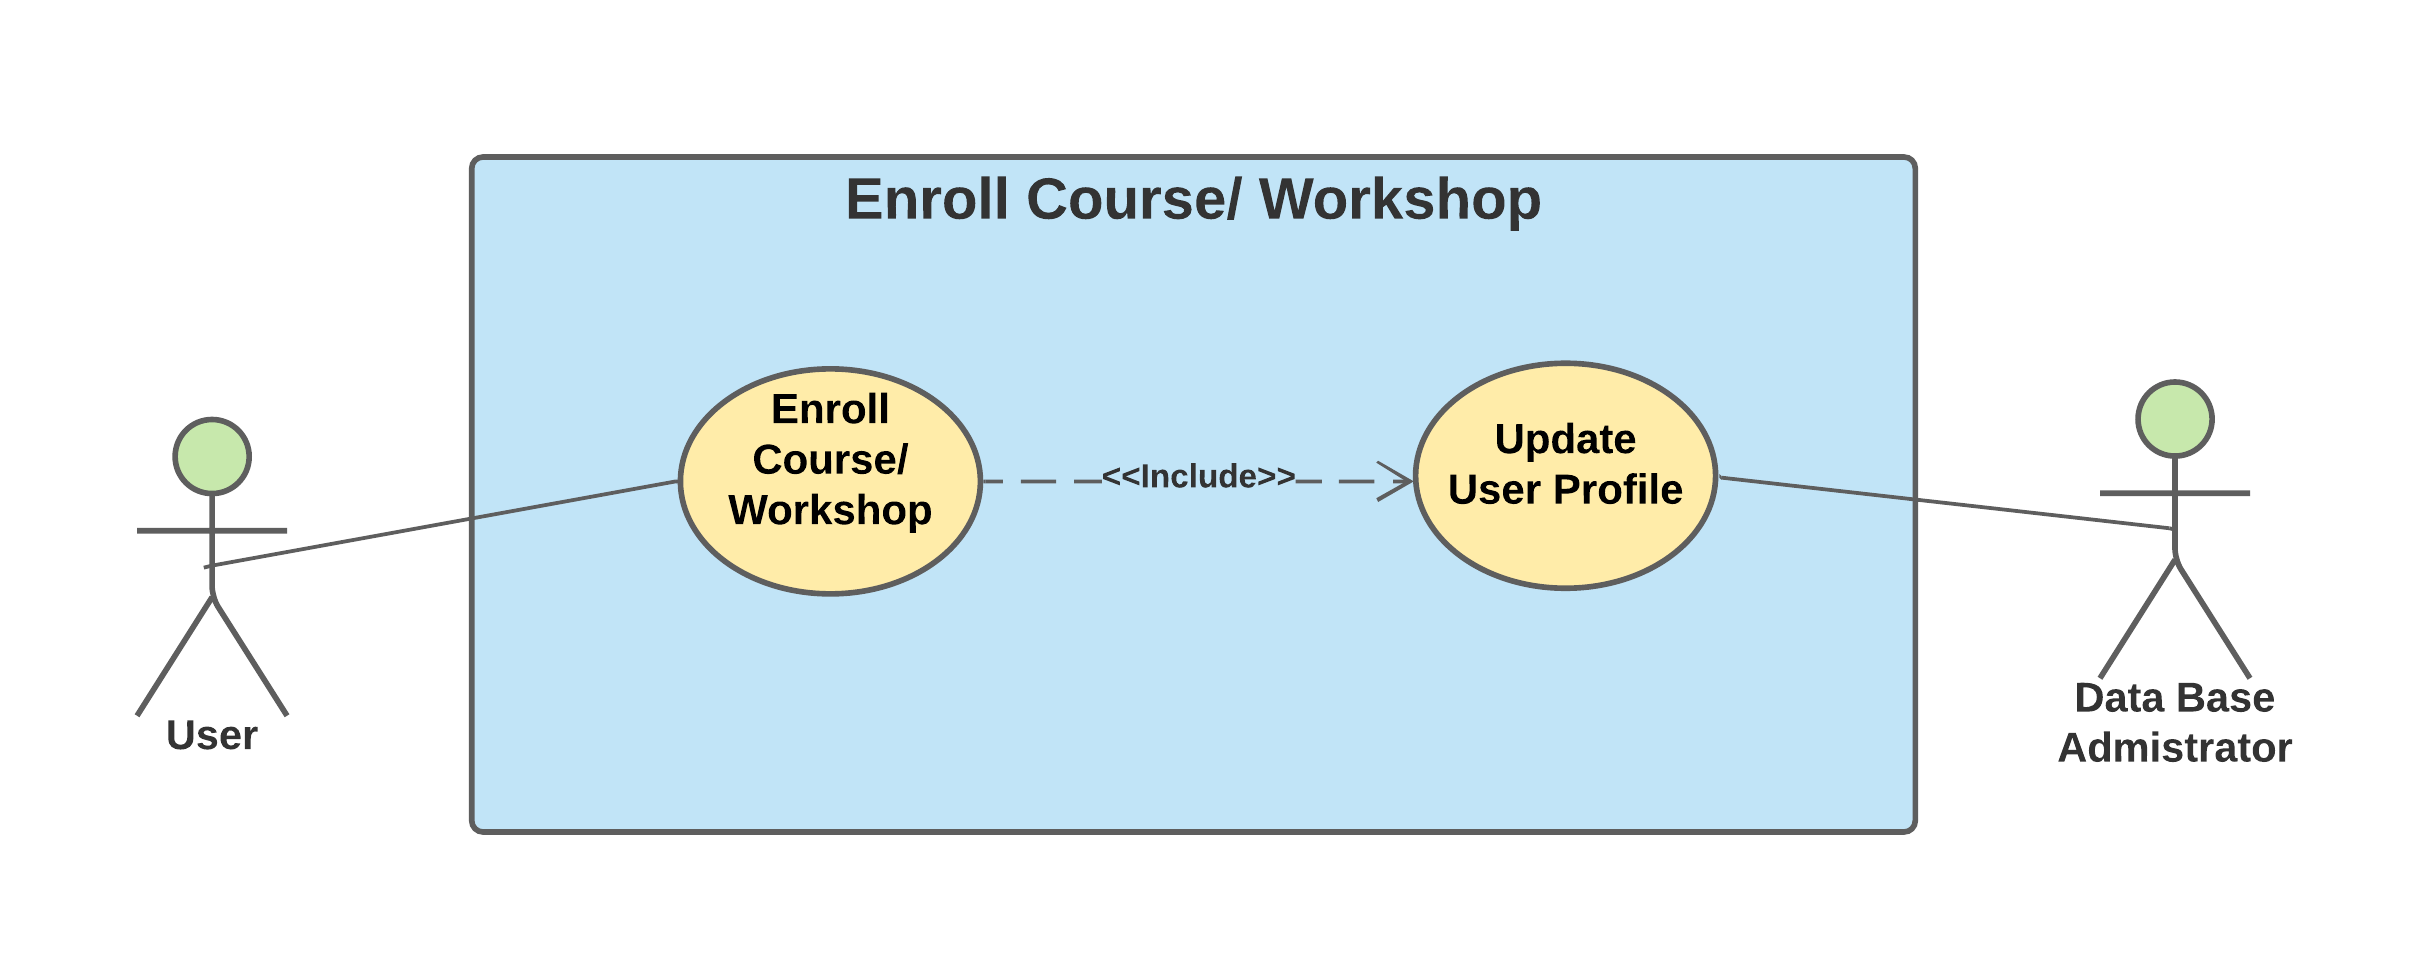 Enroll Course/ Workshop
Enroll
Course/
Workshop
<<Include>>
Update
User Profile
User
Data Base
Admistrator